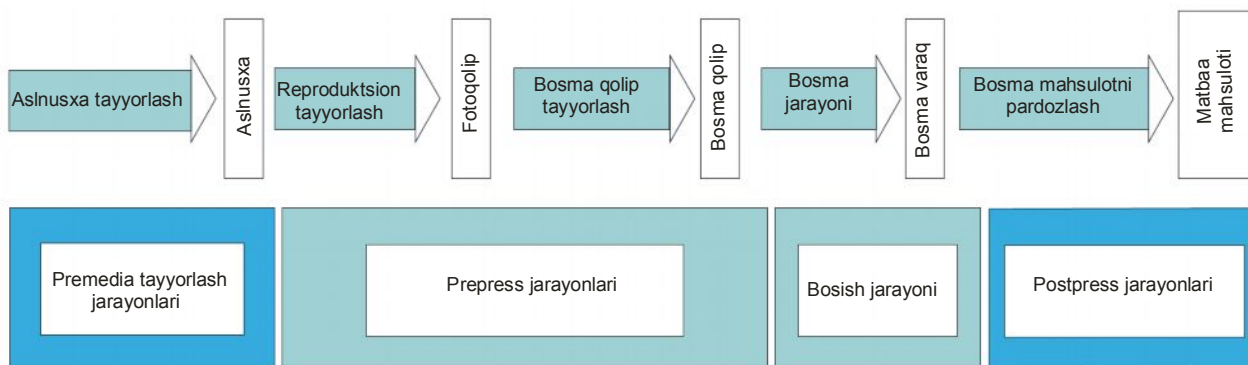 Aslnusxa tayyorlash
Aslnusxa
Reproduktsion
tayyorlash
Fotoqolip
Bosma qolip
tayyorlash
Bosma qolip
Bosma
jarayoni
Bosma varaq
Bosma mahsulotni
pardozlash
Matbaa
mahsuloti
Premedia tayyorlash
jarayonlari
Prepress jarayonlari
Bosish jarayoni
Postpress jarayonlari